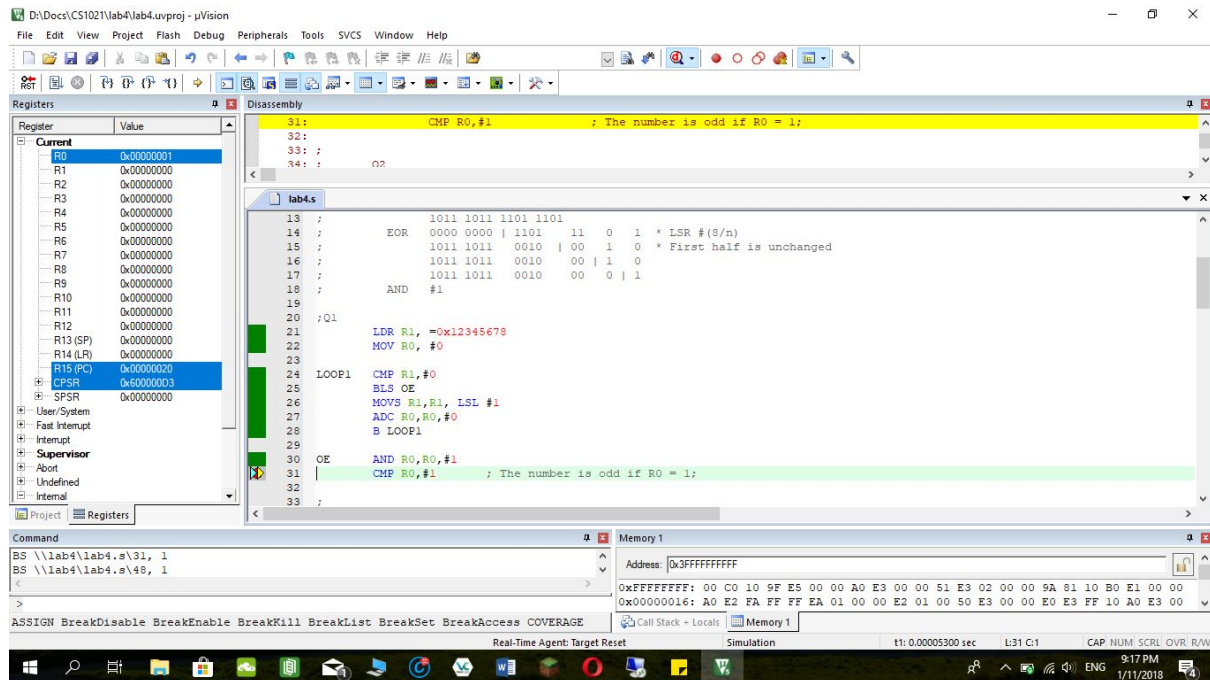 D:\Docs\CS1021\lab4\lab4.uvproj - µVision
File Edit View Project Flash Debug Peripherals Tools SVCS Window Help
Registers
Disassembly
Register Value
Current
R0 0x00000001
R1 0x00000000
R2 0x00000000
R3 0x00000000
R4 0x00000000
R5 0x00000000
R6 0x00000000
R7 0x00000000
R8 0x00000000
R9 0x00000000
R10 0x00000000
R11 0x00000000
R12 0x00000000
R13 (SP) 0x00000000
R14 (LR) 0x00000000
R15 (PC) 0x00000020
CPSR 0x600000D3
SPSR 0x00000000
User/System
Fast Interrupt
Interrupt
Supervisor
Abort
Undefined
Internal
Project Registers
31: CMP R0,#1 ; The number is odd if R0 = 1;
32:
33: ;
34: ; Q2
lab4.s
13 ; 1011 1011 1101 1101
14 ; EOR 0000 0000 | 1101 11 0 1 * LSR #(8/n)
15 ; 1011 1011 0010 | 00 1 0 * First half is unchanged
16 ; 1011 1011 0010 00 | 1 0
17 ; 1011 1011 0010 00 0 | 1
18 ; AND #1
19
20 ;Q1
21 LDR R1, =0x12345678
22 MOV R0, #0
23
24 LOOP1 CMP R1,#0
25 BLS OE
26 MOVS R1,R1, LSL #1
27 ADC R0,R0,#0
28 B LOOP1
29
30 OE AND R0,R0,#1
31 CMP R0,#1 ; The number is odd if R0 = 1;
32
33 ;
Command
BS \\lab4\lab4.s\31, 1
BS \\lab4\lab4.s\48, 1
>
ASSIGN BreakDisable BreakEnable BreakKill BreakList BreakSet BreakAccess COVERAGE
Memory 1
Address: 0x3FFFFFFFFF
0xFFFFFFFF: 00 C0 10 9F E5 00 00 A0 E3 00 00 51 E3 02 00 00 9A 81 10 B0 E1 00 00
0x00000016: A0 E2 FA FF FF EA 01 00 00 E2 01 00 50 E3 00 00 E0 E3 FF 10 A0 E3 00
Call Stack + Locals Memory 1
Real-Time Agent: Target Reset Simulation t1: 0.00005300 sec L:31 C:1 CAP NUM SCRL OVR R/W
ENG 9:17 PM
1/11/2018